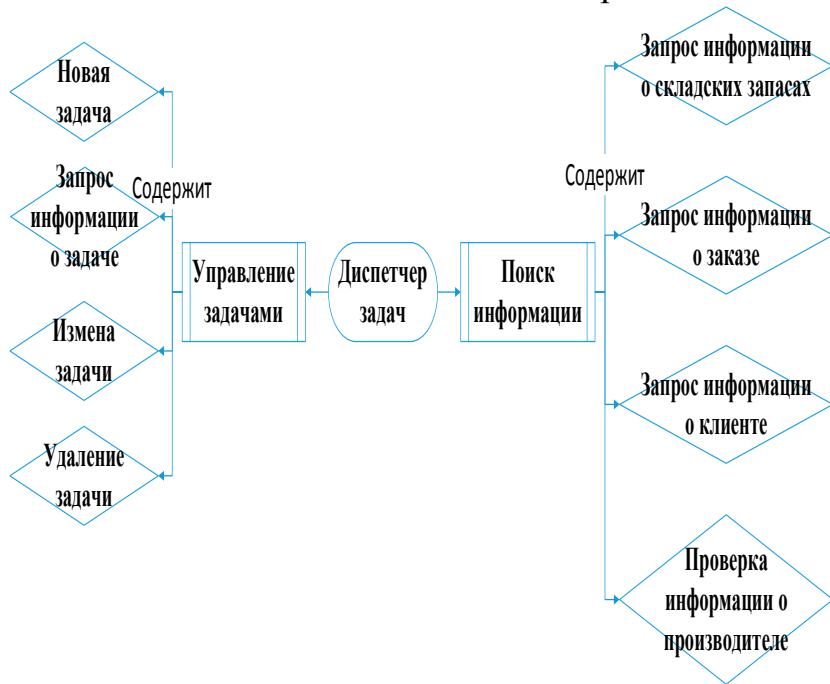 Новая
задача
Содержит
Запрос
информации
о задаче
Управление
задачами
Измена
задачи
Удаление
задачи
Диспетчер
задач
Поиск
информации
Содержит
Запрос информации
о складских запасах
Запрос информации
о заказе
Запрос информации
о клиенте
Проверка
информации о
производителе